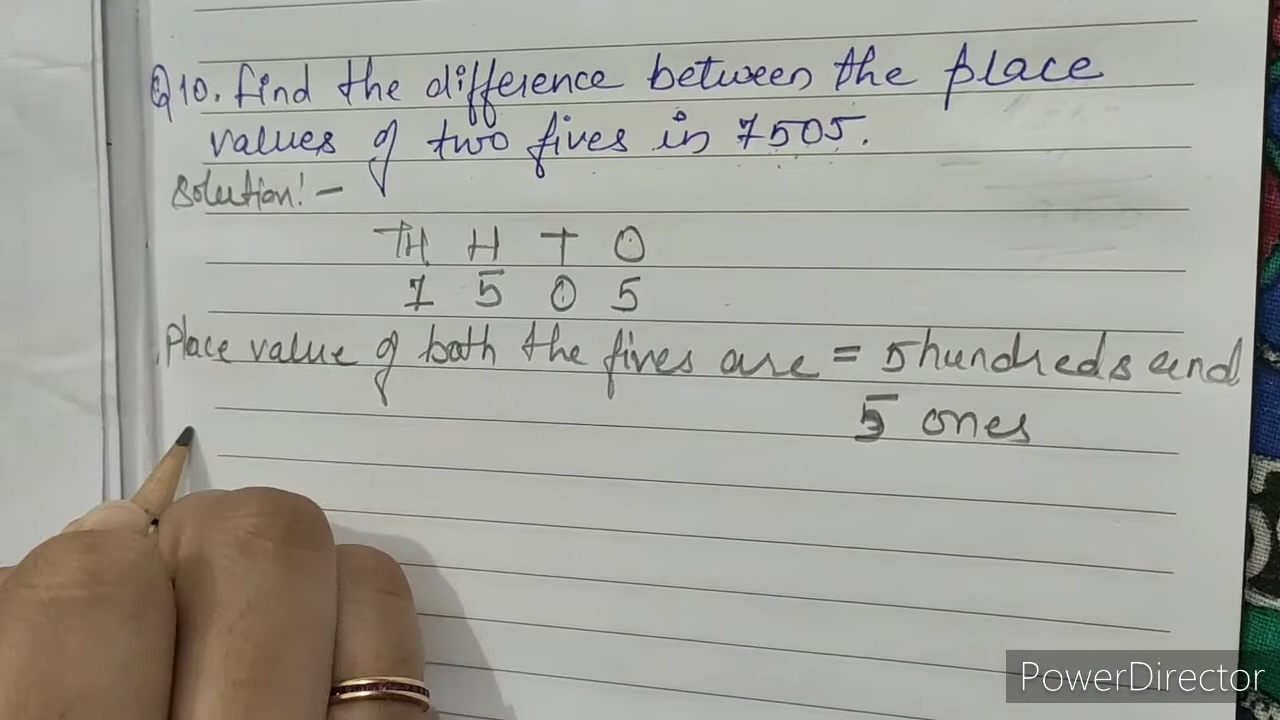 Q10. Find the difference between the place
values of two fives in 7505.
Solution:-
TH H T O
7 5 0 5
Place value of both the fives are = 5 hundreds and
5 ones
PowerDirector